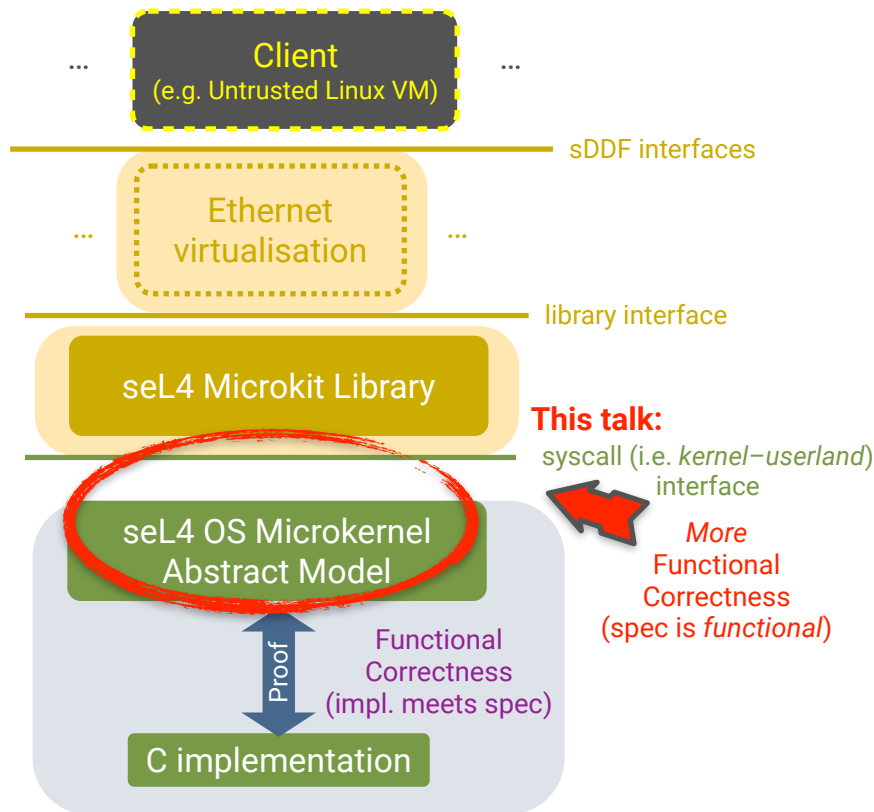 ...
Client
(e.g. Untrusted Linux VM)
...
sDDF interfaces
...
Ethernet
virtualisation
...
library interface
seL4 Microkit Library
This talk:
syscall (i.e. kernel–userland)
interface
seL4 OS Microkernel
Abstract Model
More
Functional
Correctness
(spec is functional)
Proof
Functional
Correctness
(impl. meets spec)
C implementation